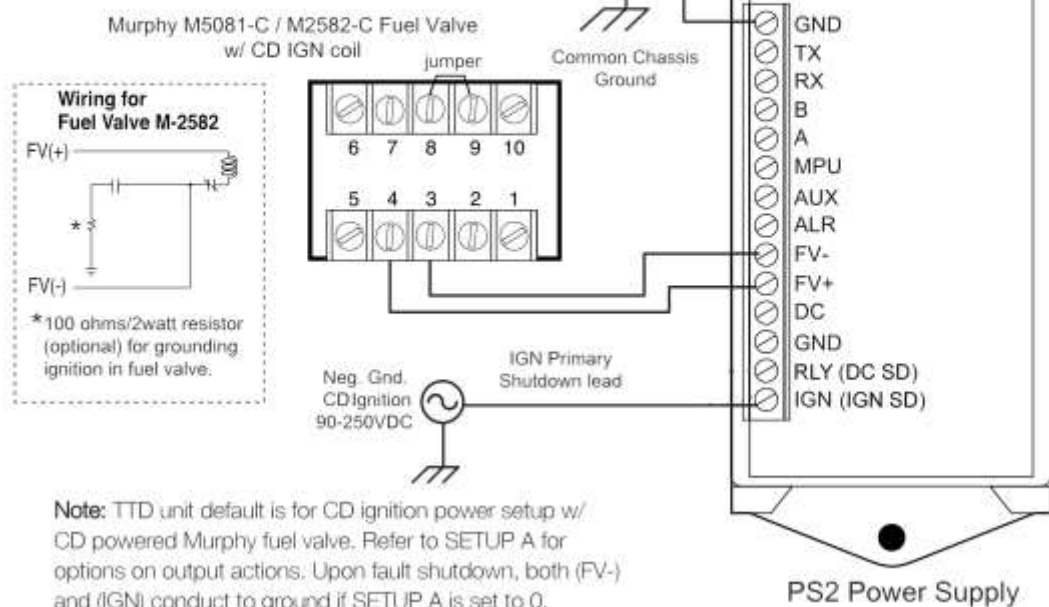 Murphy M5081-C / M2582-C Fuel Valve
w/ CD IGN coil
jumper
Common Chassis
Ground
Wiring for
Fuel Valve M-2582
FV(+)
*
FV(-)
*100 ohms/2watt resistor
(optional) for grounding
ignition in fuel valve.
6 7 8 9 10
5 4 3 2 1
GND
TX
RX
B
A
MPU
AUX
ALR
FV-
FV+
DC
GND
RLY (DC SD)
IGN (IGN SD)
IGN Primary
Shutdown lead
Neg. Gnd.
CD Ignition
90-250VDC
Note: TTD unit default is for CD ignition power setup w/
CD powered Murphy fuel valve. Refer to SETUP A for
options on output actions. Upon fault shutdown, both (FV-)
and (IGN) conduct to ground if SETUP A is set to 0.
PS2 Power Supply